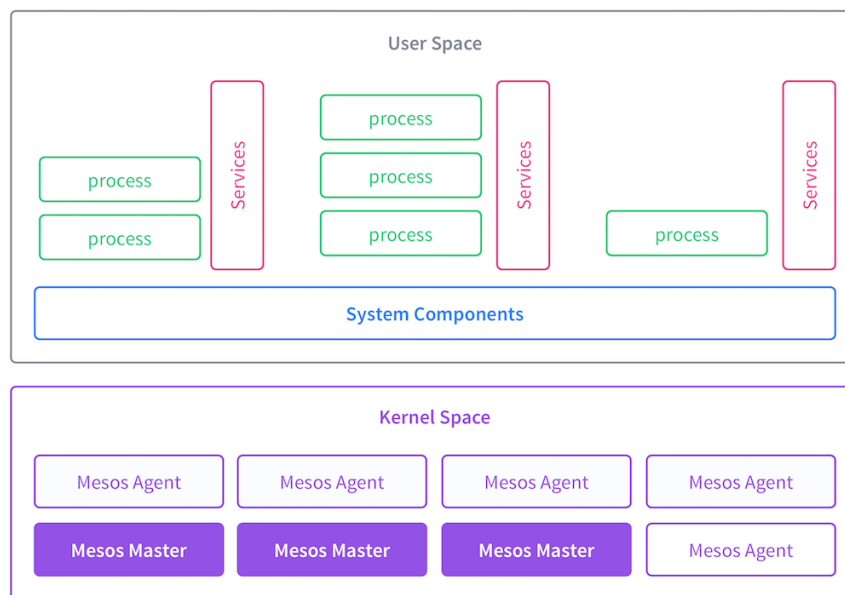 User Space
process
process
Services
process
process
process
Services
process
Services
System Components
Kernel Space
Mesos Agent
Mesos Agent
Mesos Agent
Mesos Agent
Mesos Master
Mesos Master
Mesos Master
Mesos Agent